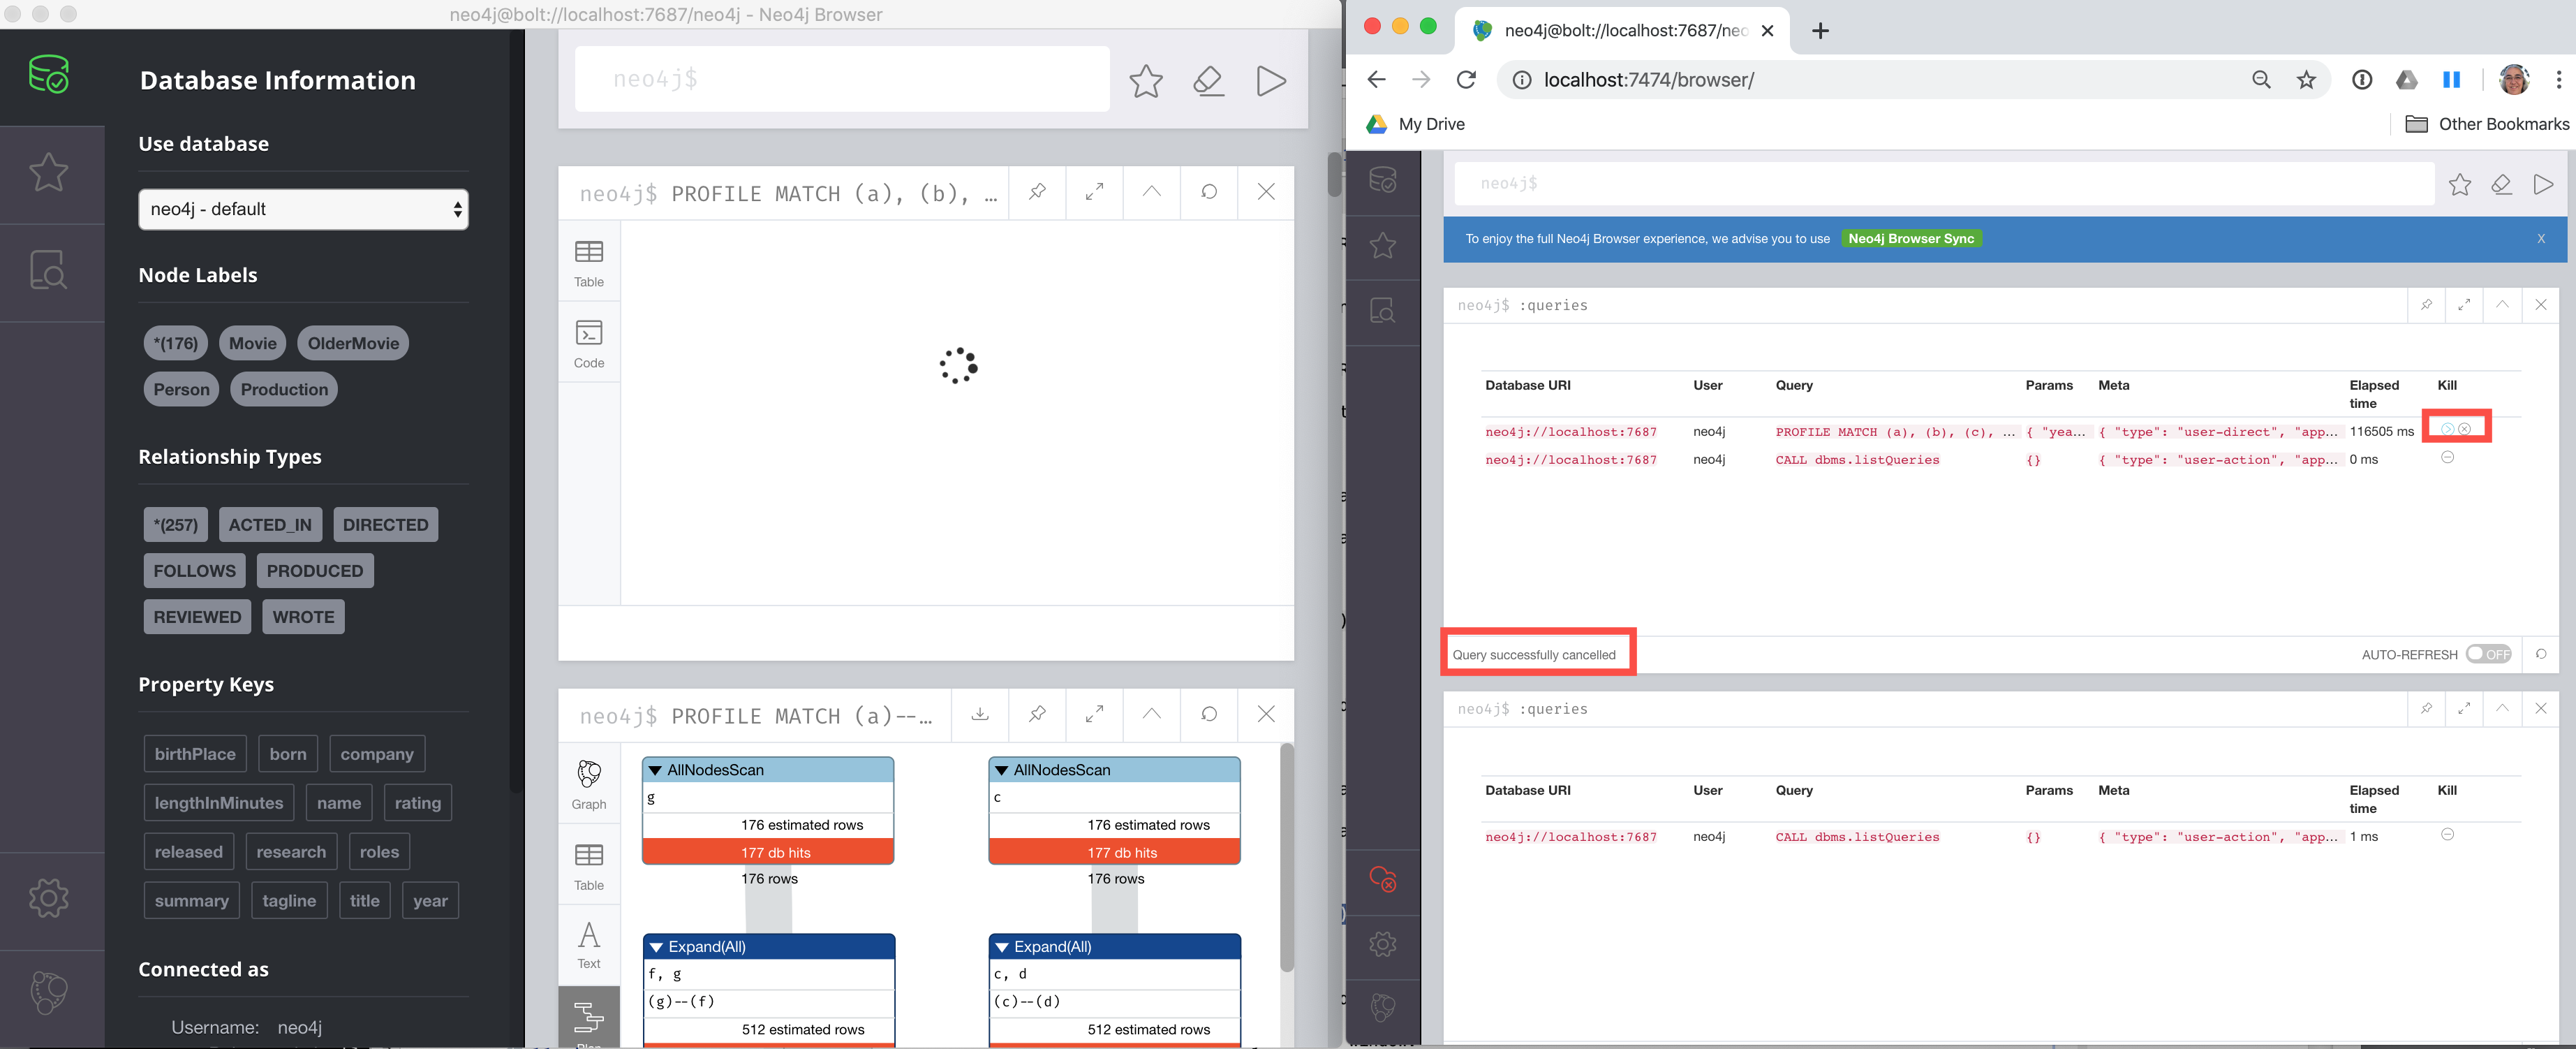 neo4j@bolt://localhost:7687/neo4j - Neo4j Browser
Database Information
Use database
neo4j - default
Node Labels
*(176) Movie OlderMovie
Person Production
Relationship Types
*(257) ACTED_IN DIRECTED
FOLLOWS PRODUCED
REVIEWED WROTE
Property Keys
birthPlace born company
lengthInMinutes name rating
released research roles
summary tagline title year
Connected as
Username: neo4j
neo4j$
neo4j$ PROFILE MATCH (a), (b), …
Table
Code
neo4j$ PROFILE MATCH (a)--…
Graph
Table
Text
Plan
AllNodesScan
g
176 estimated rows
177 db hits
176 rows
Expand(All)
f, g
(g)--(f)
512 estimated rows
AllNodesScan
c
176 estimated rows
177 db hits
176 rows
Expand(All)
c, d
(c)--(d)
512 estimated rows
neo4j@bolt://localhost:7687/neo
localhost:7474/browser/
My Drive
Other Bookmarks
neo4j$
To enjoy the full Neo4j Browser experience, we advise you to use Neo4j Browser Sync X
neo4j$ :queries
Database URI User Query Params Meta Elapsed time Kill
neo4j://localhost:7687 neo4j PROFILE MATCH (a), (b), (c), ... { "yea... { "type": "user-direct", "app... 116505 ms
neo4j://localhost:7687 neo4j CALL dbms.listQueries {} { "type": "user-action", "app... 0 ms
Query successfully cancelled
AUTO-REFRESH OFF
neo4j$ :queries
Database URI User Query Params Meta Elapsed time Kill
neo4j://localhost:7687 neo4j CALL dbms.listQueries {} { "type": "user-action", "app... 1 ms